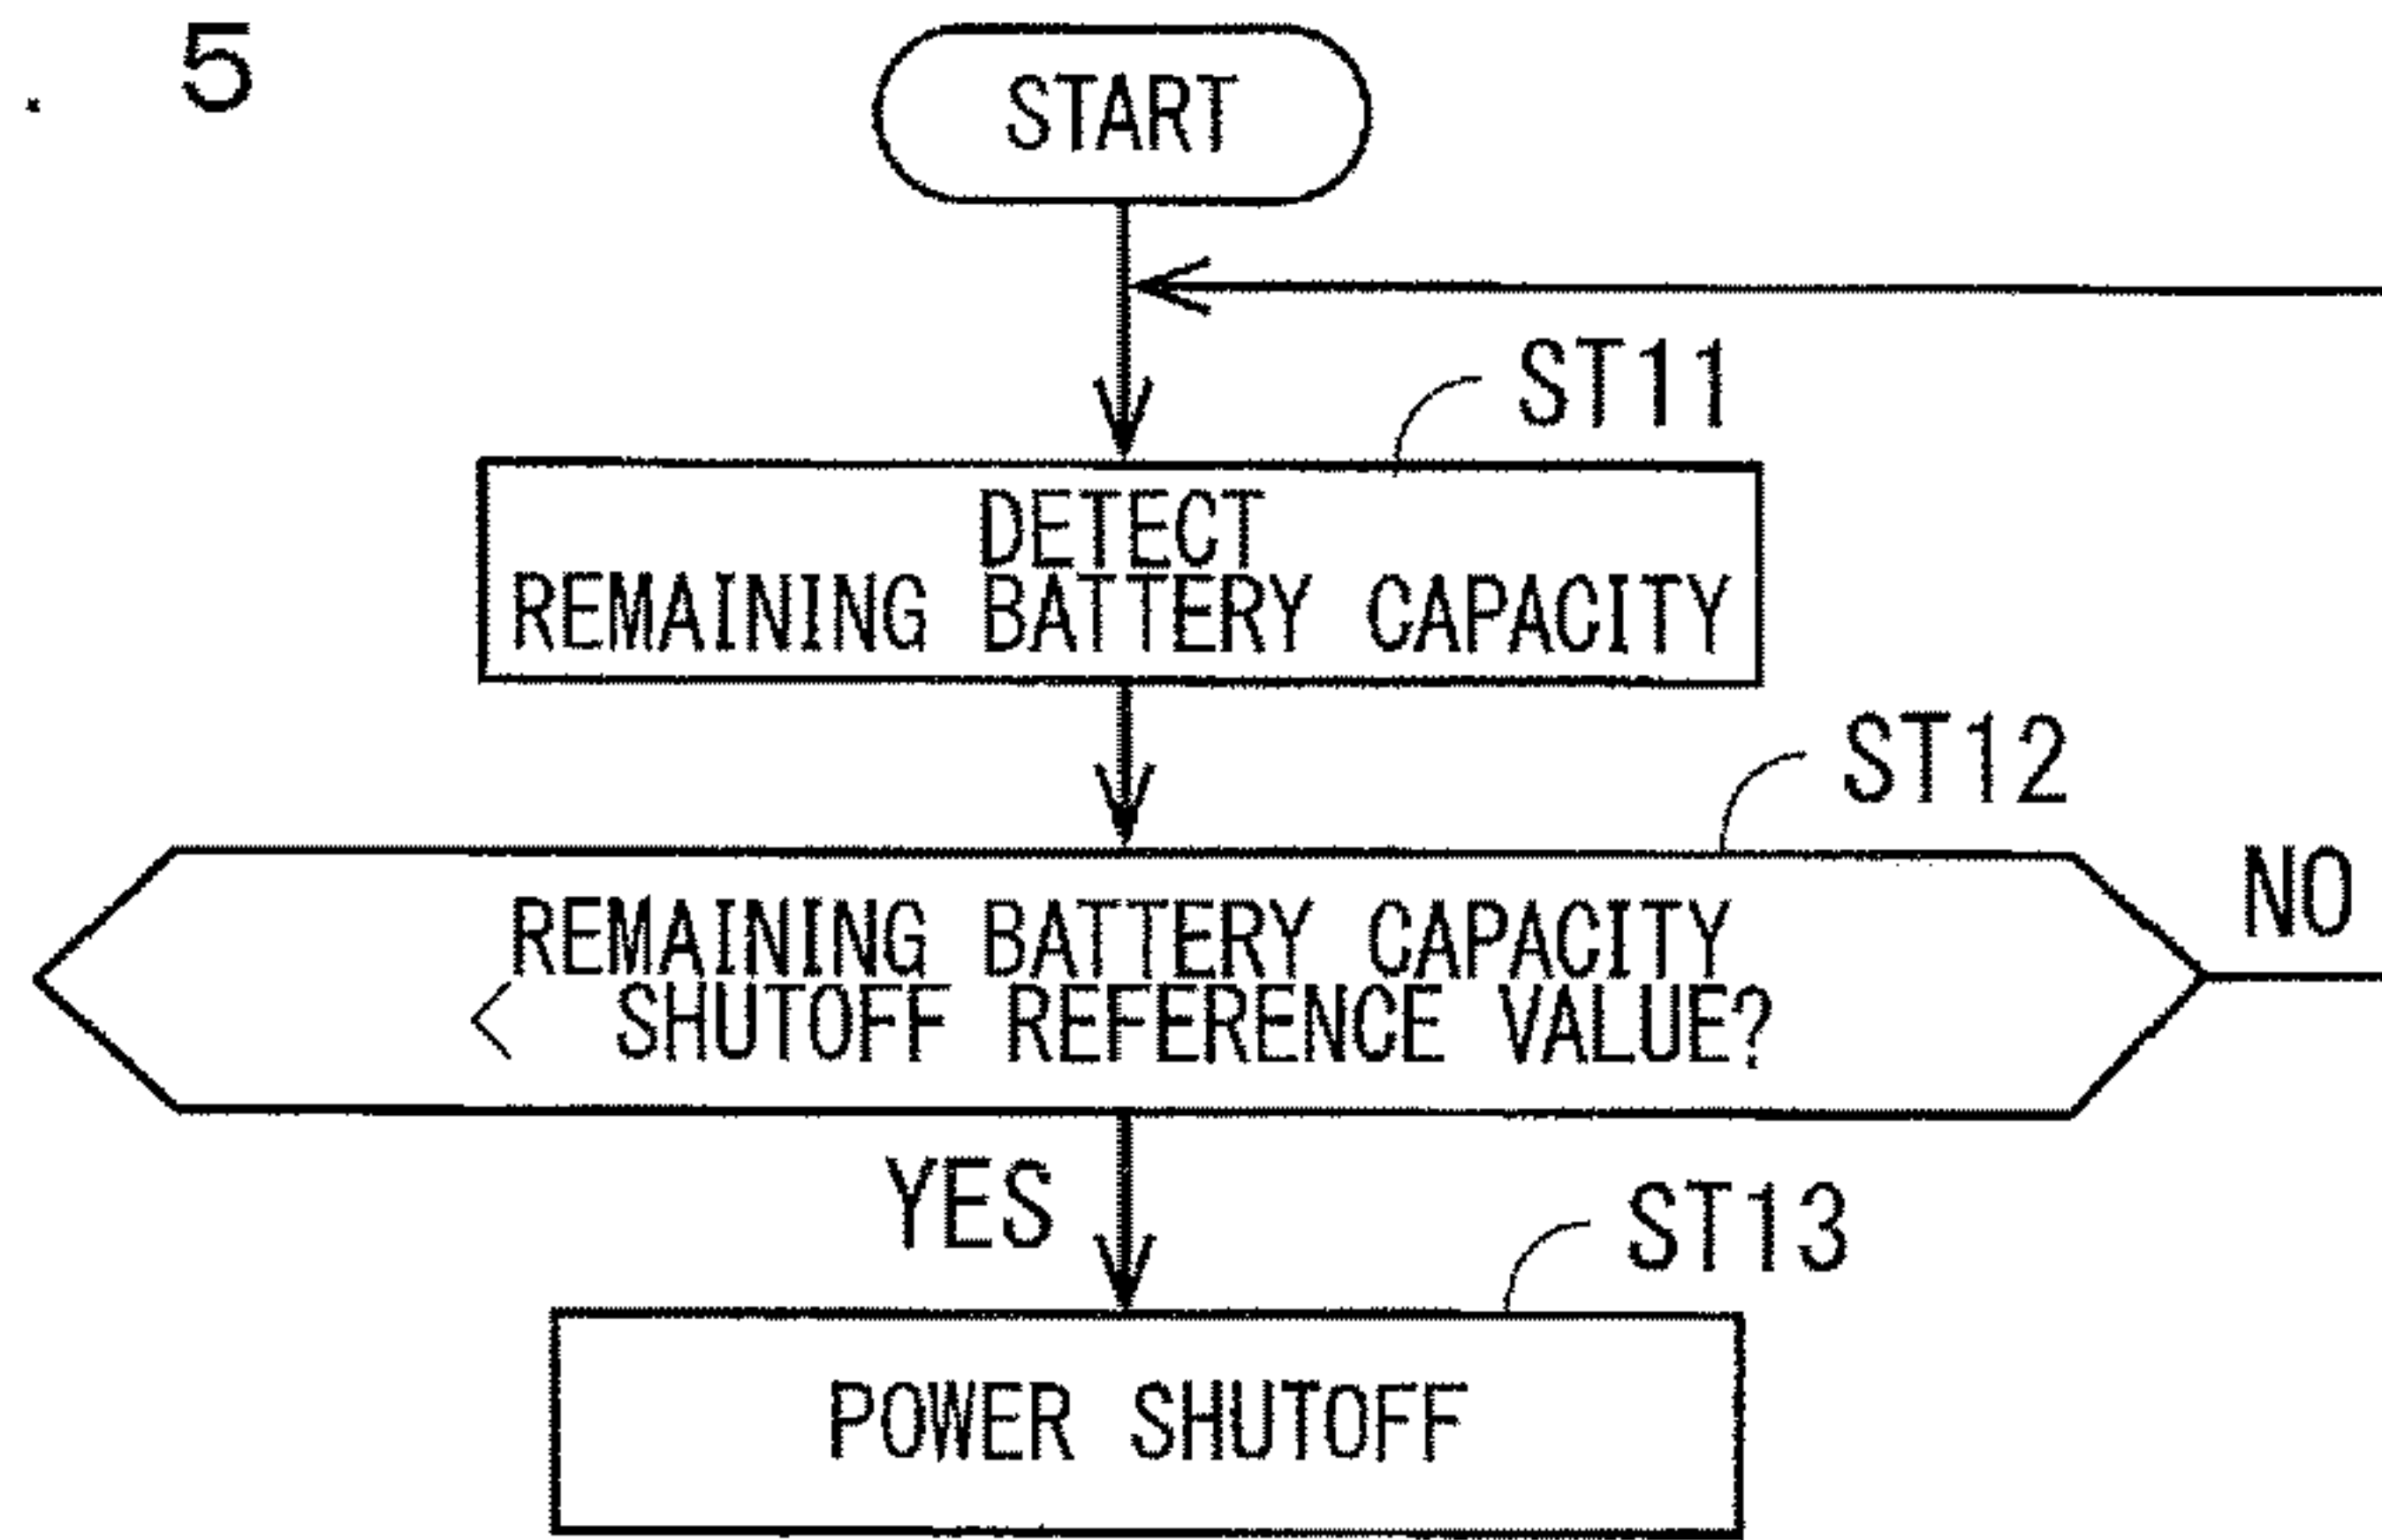 . 5
START
ST11
DETECT
REMAINING BATTERY CAPACITY
ST12
REMAINING BATTERY CAPACITY
< SHUTOFF REFERENCE VALUE?
NO
YES
ST13
POWER SHUTOFF